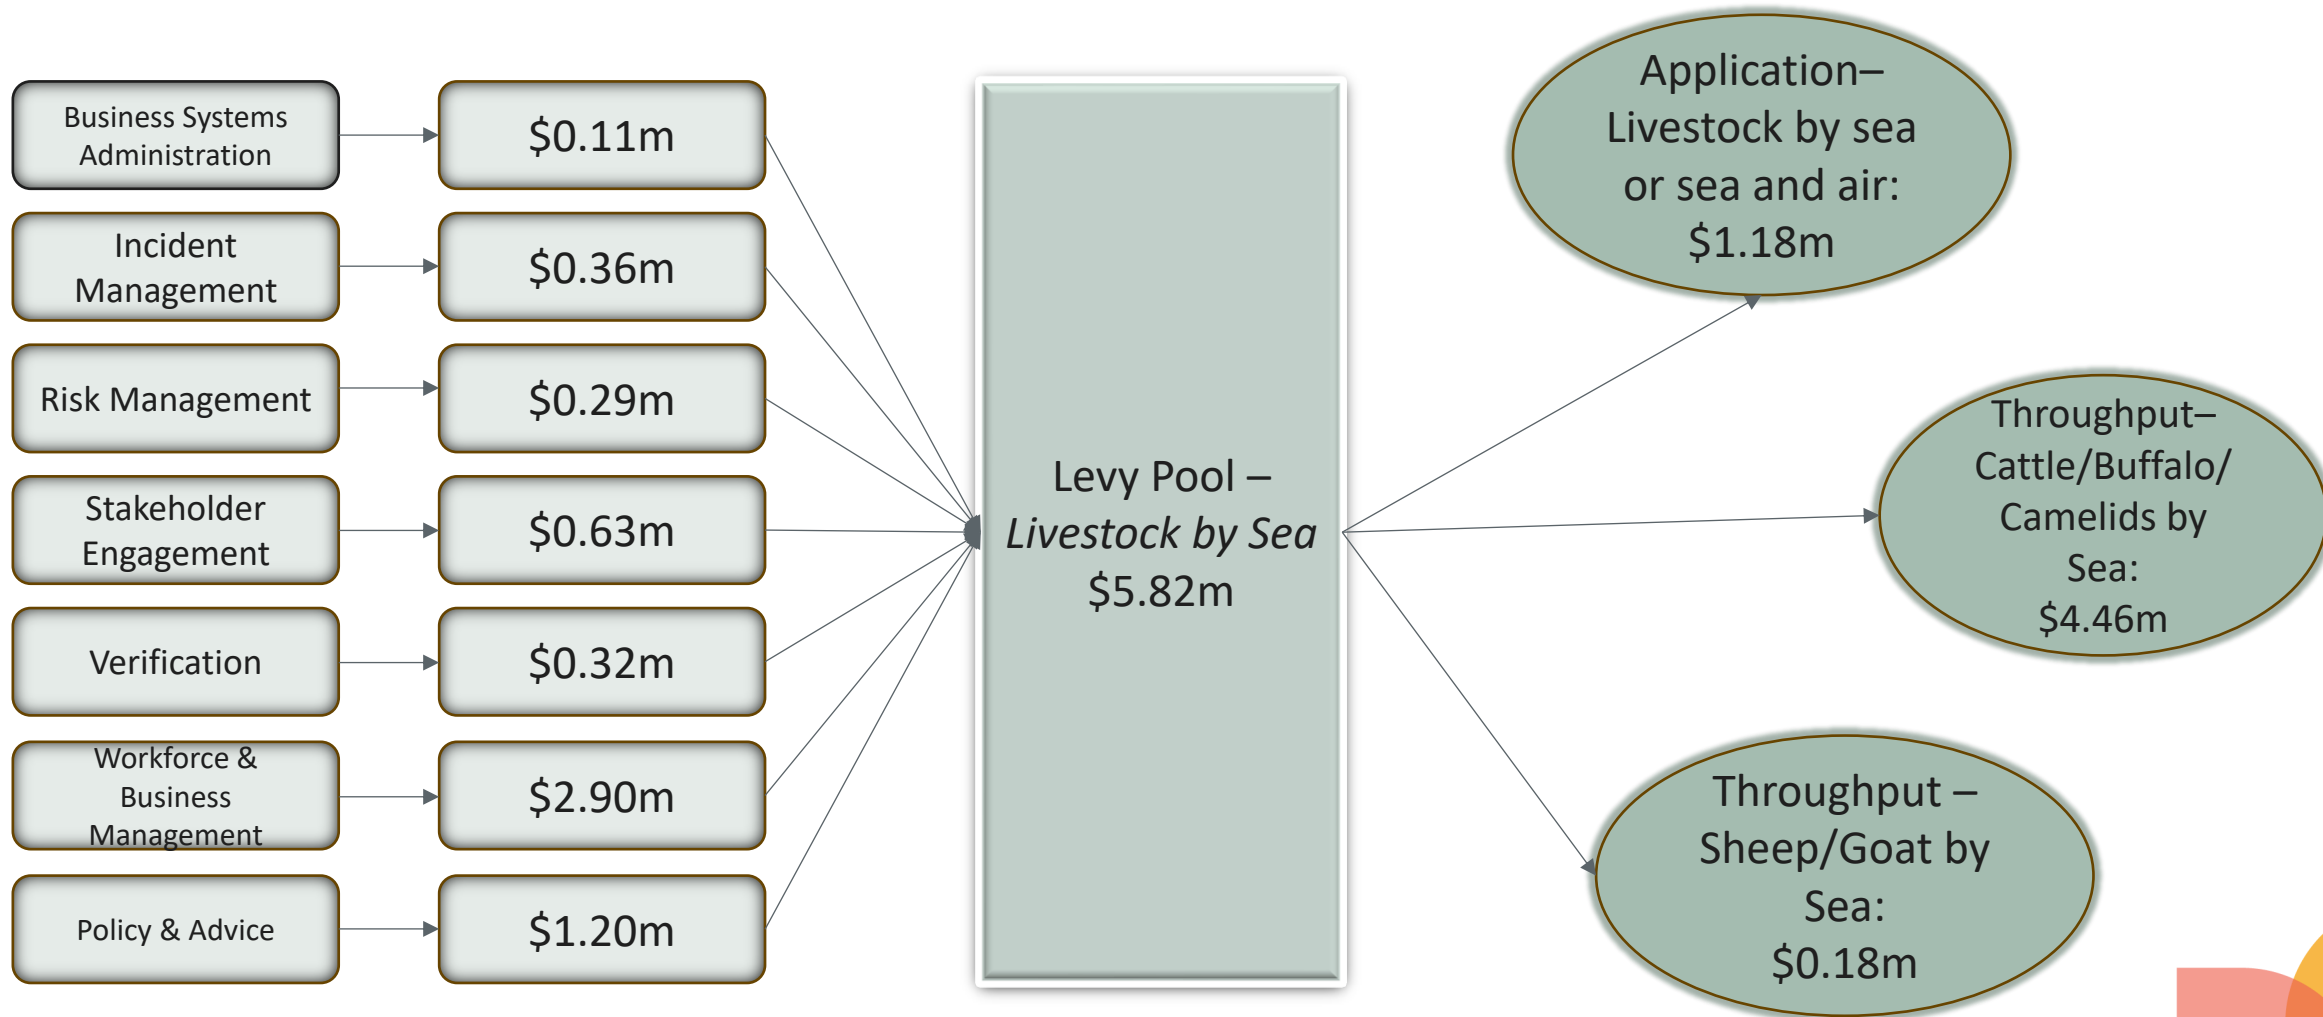 Business Systems
Administration
$0.11m
Incident
Management
$0.36m
Risk Management
$0.29m
Stakeholder
Engagement
$0.63m
Verification
$0.32m
Workforce &
Business
Management
$2.90m
Policy & Advice
$1.20m
Levy Pool –
Livestock by Sea
$5.82m
Application–
Livestock by sea
or sea and air:
$1.18m
Throughput–
Cattle/Buffalo/
Camelids by
Sea:
$4.46m
Throughput –
Sheep/Goat by
Sea:
$0.18m